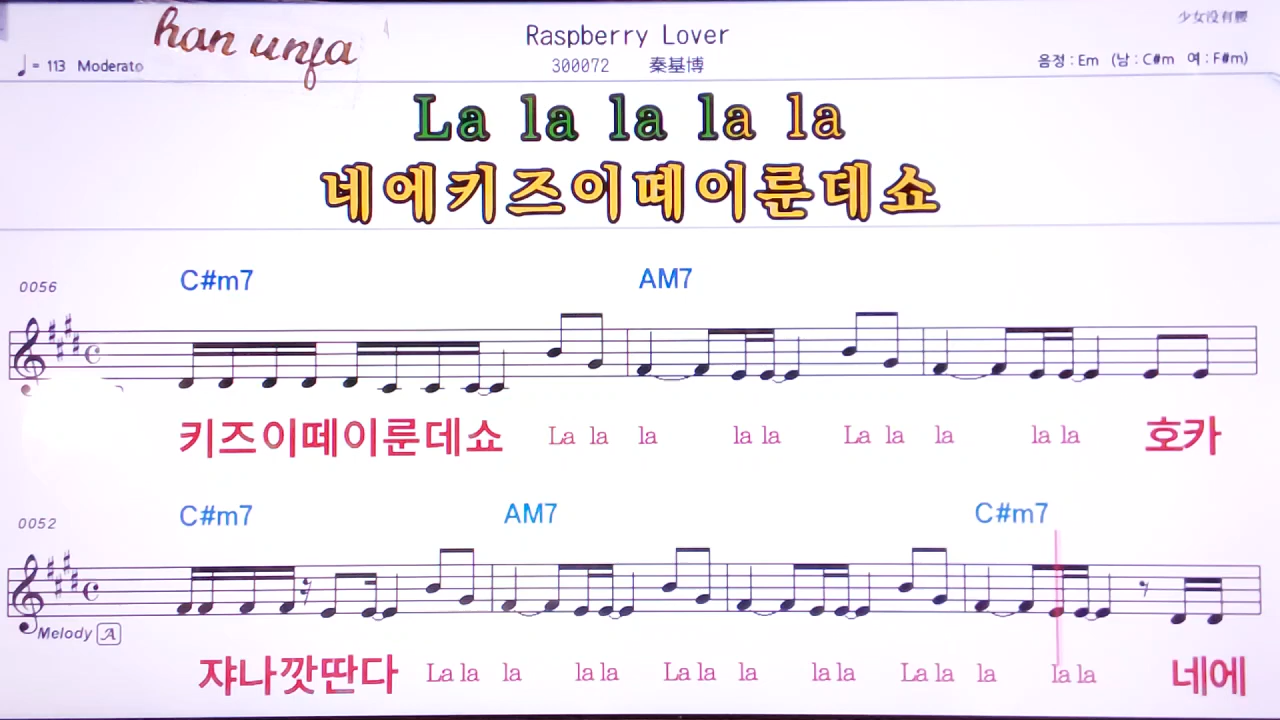 han unfa
Raspberry Lover
少女没有腰
♩= 113 Moderato
300072 秦基博
음정 : Em (남 : C#m 여 : F#m)
La la la la la
네에키즈이떼이룬데쇼
0056 C#m7 AM7
키즈이떼이룬데쇼 La la la la la La la la la la 호카
0052 C#m7 AM7 C#m7
Melody A
쟈나깟딴다 La la la la la La la la la la La la la la la 네에